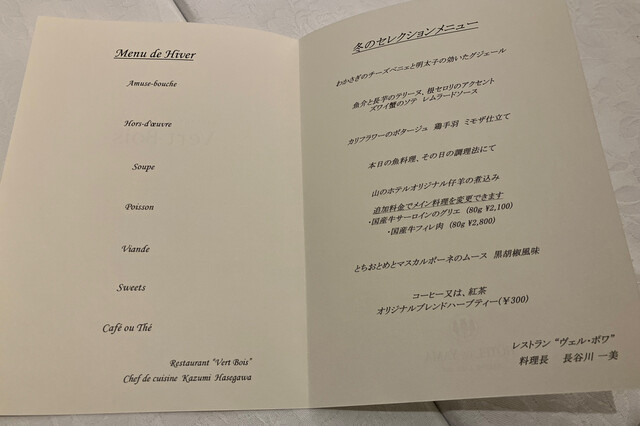 Menu de Hiver
Amuse-bouche
Hors-d'œuvre
Soupe
Poisson
Viande
Sweets
Café ou Thé
Restaurant "Vert Bois"
Chef de cuisine Kazumi Hasegawa
冬のセレクションメニュー
わかさぎのチーズベニエと明太子の効いたグジェール
魚介と長芋のテリーヌ、根セロリのアクセント
ズワイ蟹のソテ レムラードソース
カリフラワーのポタージュ 鶏手羽 ミモザ仕立て
本日の魚料理、その日の調理法にて
山のホテルオリジナル仔羊の煮込み
追加料金でメイン料理を変更できます
・国産牛サーロインのグリエ (80g ¥2,100)
・国産牛フィレ肉 (80g ¥2,800)
とちおとめとマスカルポーネのムース 黒胡椒風味
コーヒー又は、紅茶
オリジナルブレンドハーブティー(¥300)
レストラン "ヴェル・ボワ"
料理長 長谷川 一美